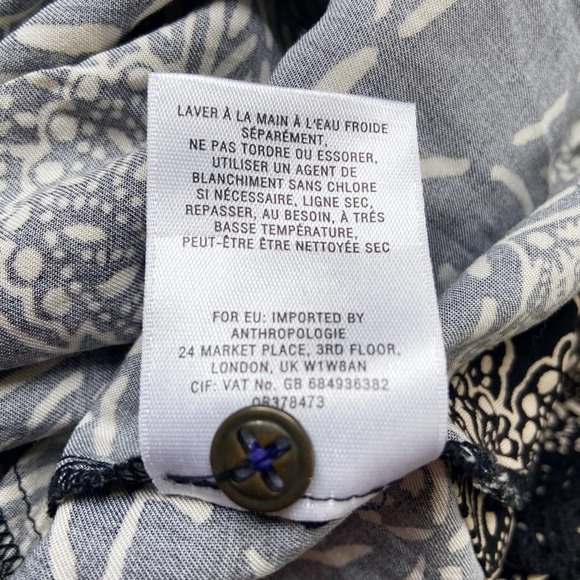 LAVER À LA MAIN À L'EAU FROIDE
SÉPARÉMENT,
NE PAS TORDRE OU ESSORER,
UTILISER UN AGENT DE
BLANCHIMENT SANS CHLORE
SI NÉCESSAIRE, LIGNE SEC,
REPASSER, AU BESOIN, À TRÉS
BASSE TEMPÉRATURE,
PEUT-ÊTRE ÊTRE NETTOYÉE SEC
FOR EU: IMPORTED BY
ANTHROPOLOGIE
24 MARKET PLACE, 3RD FLOOR,
LONDON, UK W1W8AN
CIF: VAT No. GB 684936382
OR378473